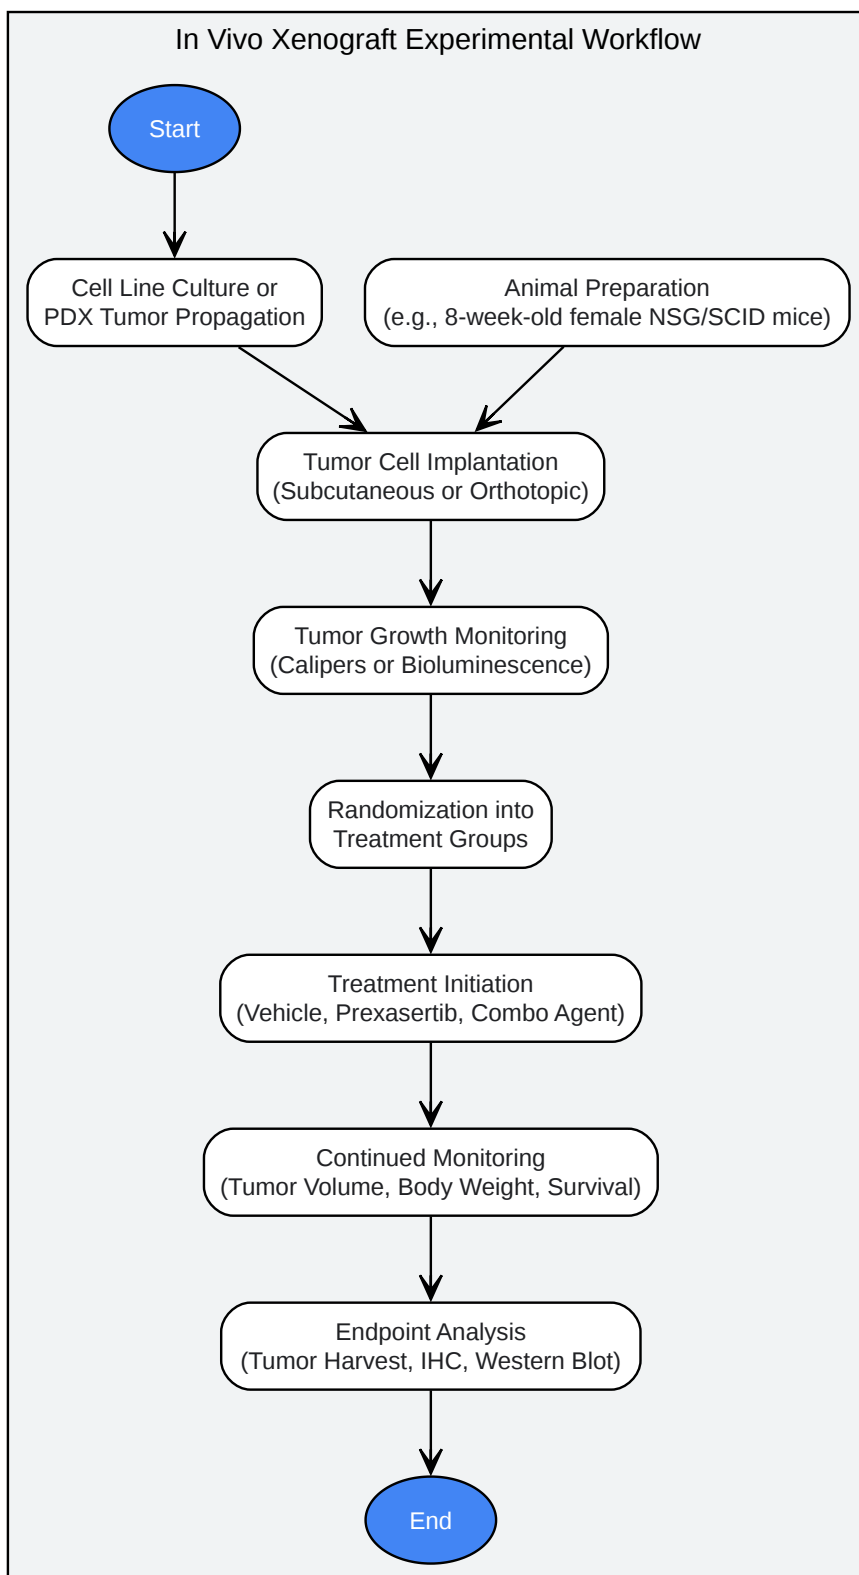 In Vivo Xenograft Experimental Workflow
Start
Cell Line Culture or
PDX Tumor Propagation
Animal Preparation
(e.g., 8-week-old female NSG/SCID mice)
Tumor Cell Implantation
(Subcutaneous or Orthotopic)
Tumor Growth Monitoring
(Calipers or Bioluminescence)
Randomization into
Treatment Groups
Treatment Initiation
(Vehicle, Prexasertib, Combo Agent)
Continued Monitoring
(Tumor Volume, Body Weight, Survival)
Endpoint Analysis
(Tumor Harvest, IHC, Western Blot)
End